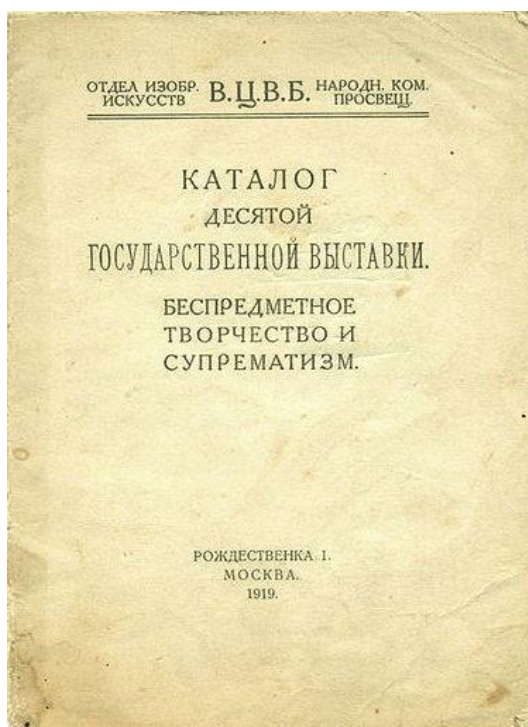 ОТДЕЛ ИЗОБР. ИСКУССТВ В.Ц.В.Б. НАРОДН. КОМ. ПРОСВЕЩ.
КАТАЛОГ
ДЕСЯТОЙ
ГОСУДАРСТВЕННОЙ ВЫСТАВКИ.
БЕСПРЕДМЕТНОЕ
ТВОРЧЕСТВО И
СУПРЕМАТИЗМ.
РОЖДЕСТВЕНКА 1.
МОСКВА.
1919.